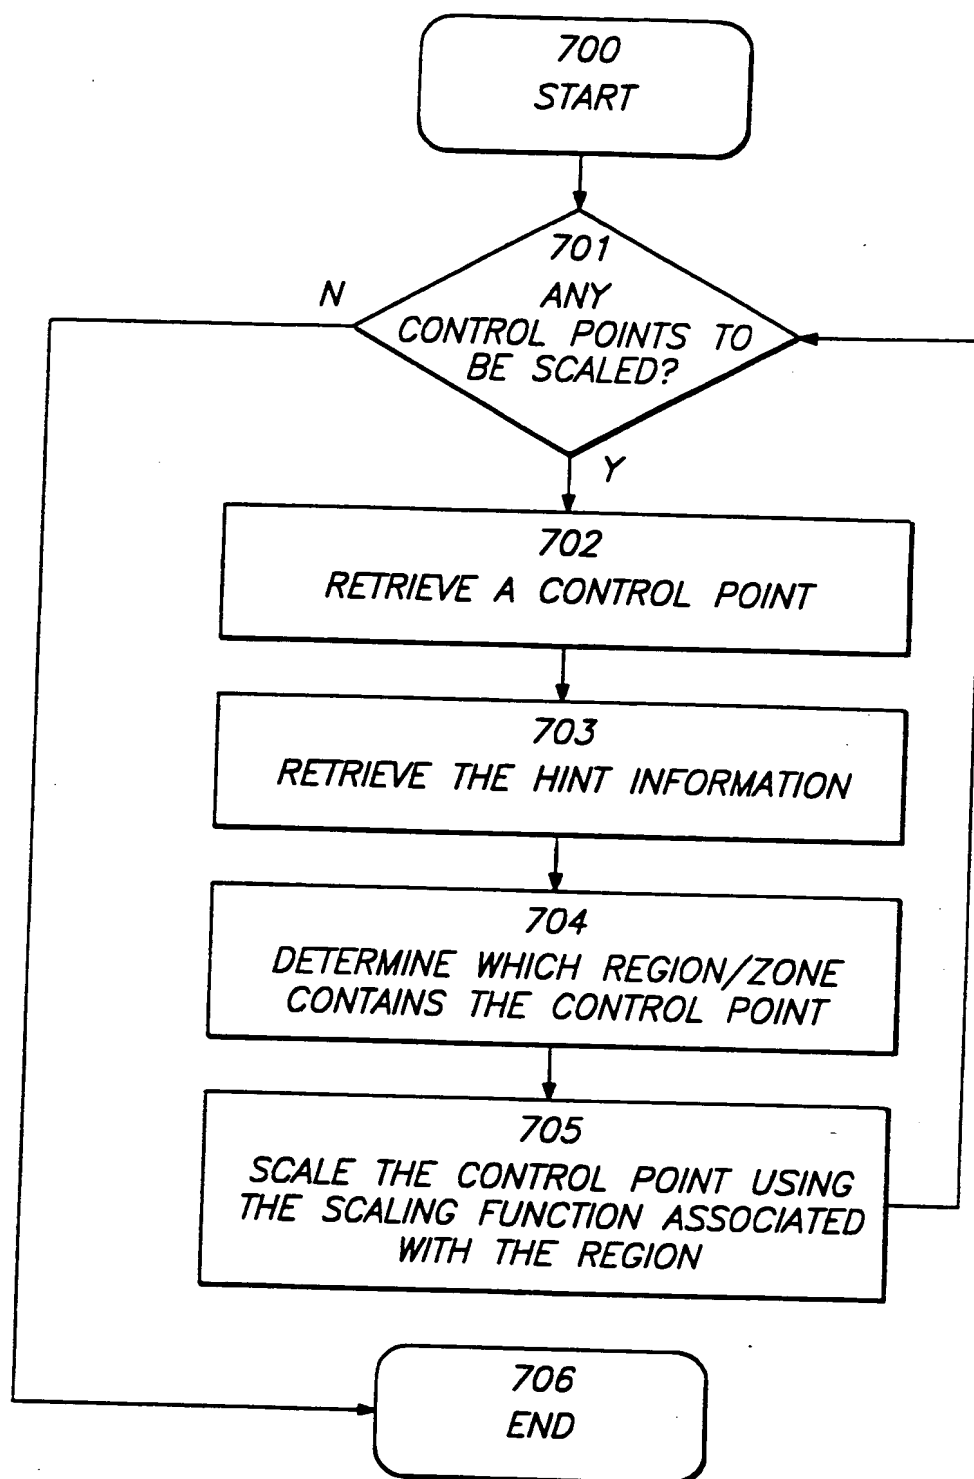 700
START
701
ANY
CONTROL POINTS TO
BE SCALED?
N
Y
702
RETRIEVE A CONTROL POINT
703
RETRIEVE THE HINT INFORMATION
704
DETERMINE WHICH REGION/ZONE
CONTAINS THE CONTROL POINT
705
SCALE THE CONTROL POINT USING
THE SCALING FUNCTION ASSOCIATED
WITH THE REGION
706
END